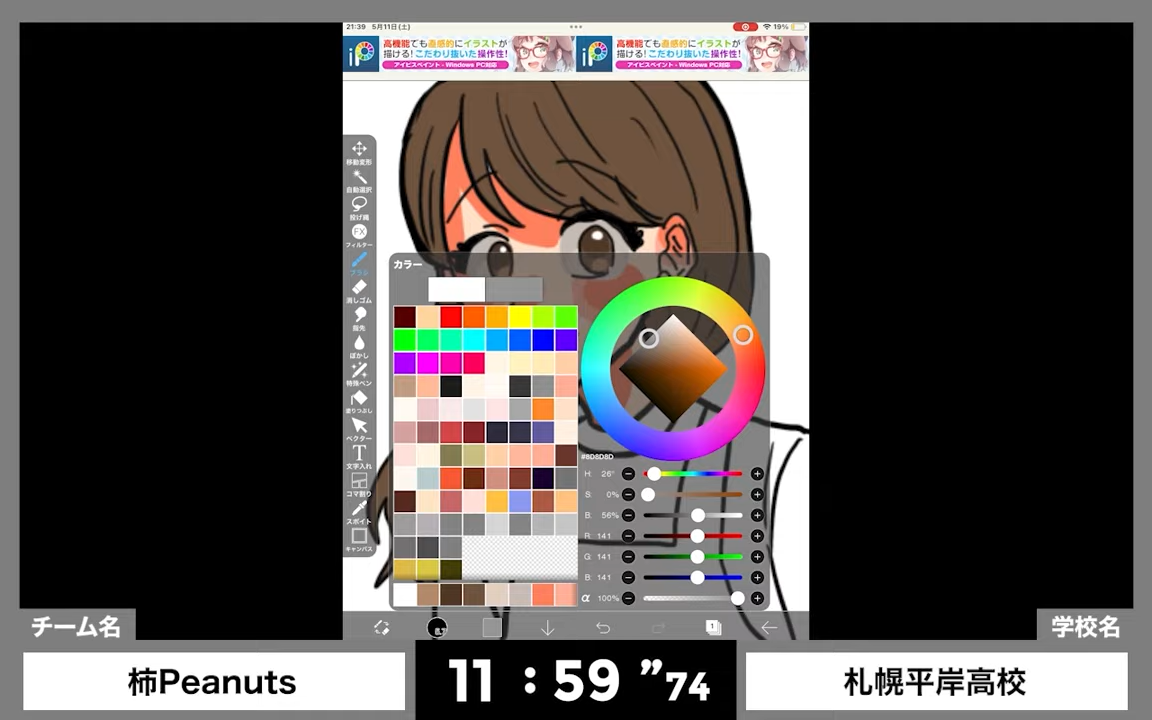 21:39 5月11日(土)
19%
高機能でも直感的にイラストが
描ける!こだわり抜いた操作性!
アイビスペイント・Windows PC対応
高機能でも直感的にイラストが
描ける!こだわり抜いた操作性!
アイビスペイント・Windows PC対応
移動変形
自動選択
投げ縄
FX
フィルター
ブラシ
消しゴム
指先
ぼかし
特殊ペン
塗りつぶし
ベクター
文字入れ
コマ割り
スポイト
キャンバス
カラー
#8D8D8D
H: 26°
S: 0%
B: 56%
R: 141
G: 141
B: 141
α 100%
1
チーム名
学校名
柿Peanuts
11:59"74
札幌平岸高校